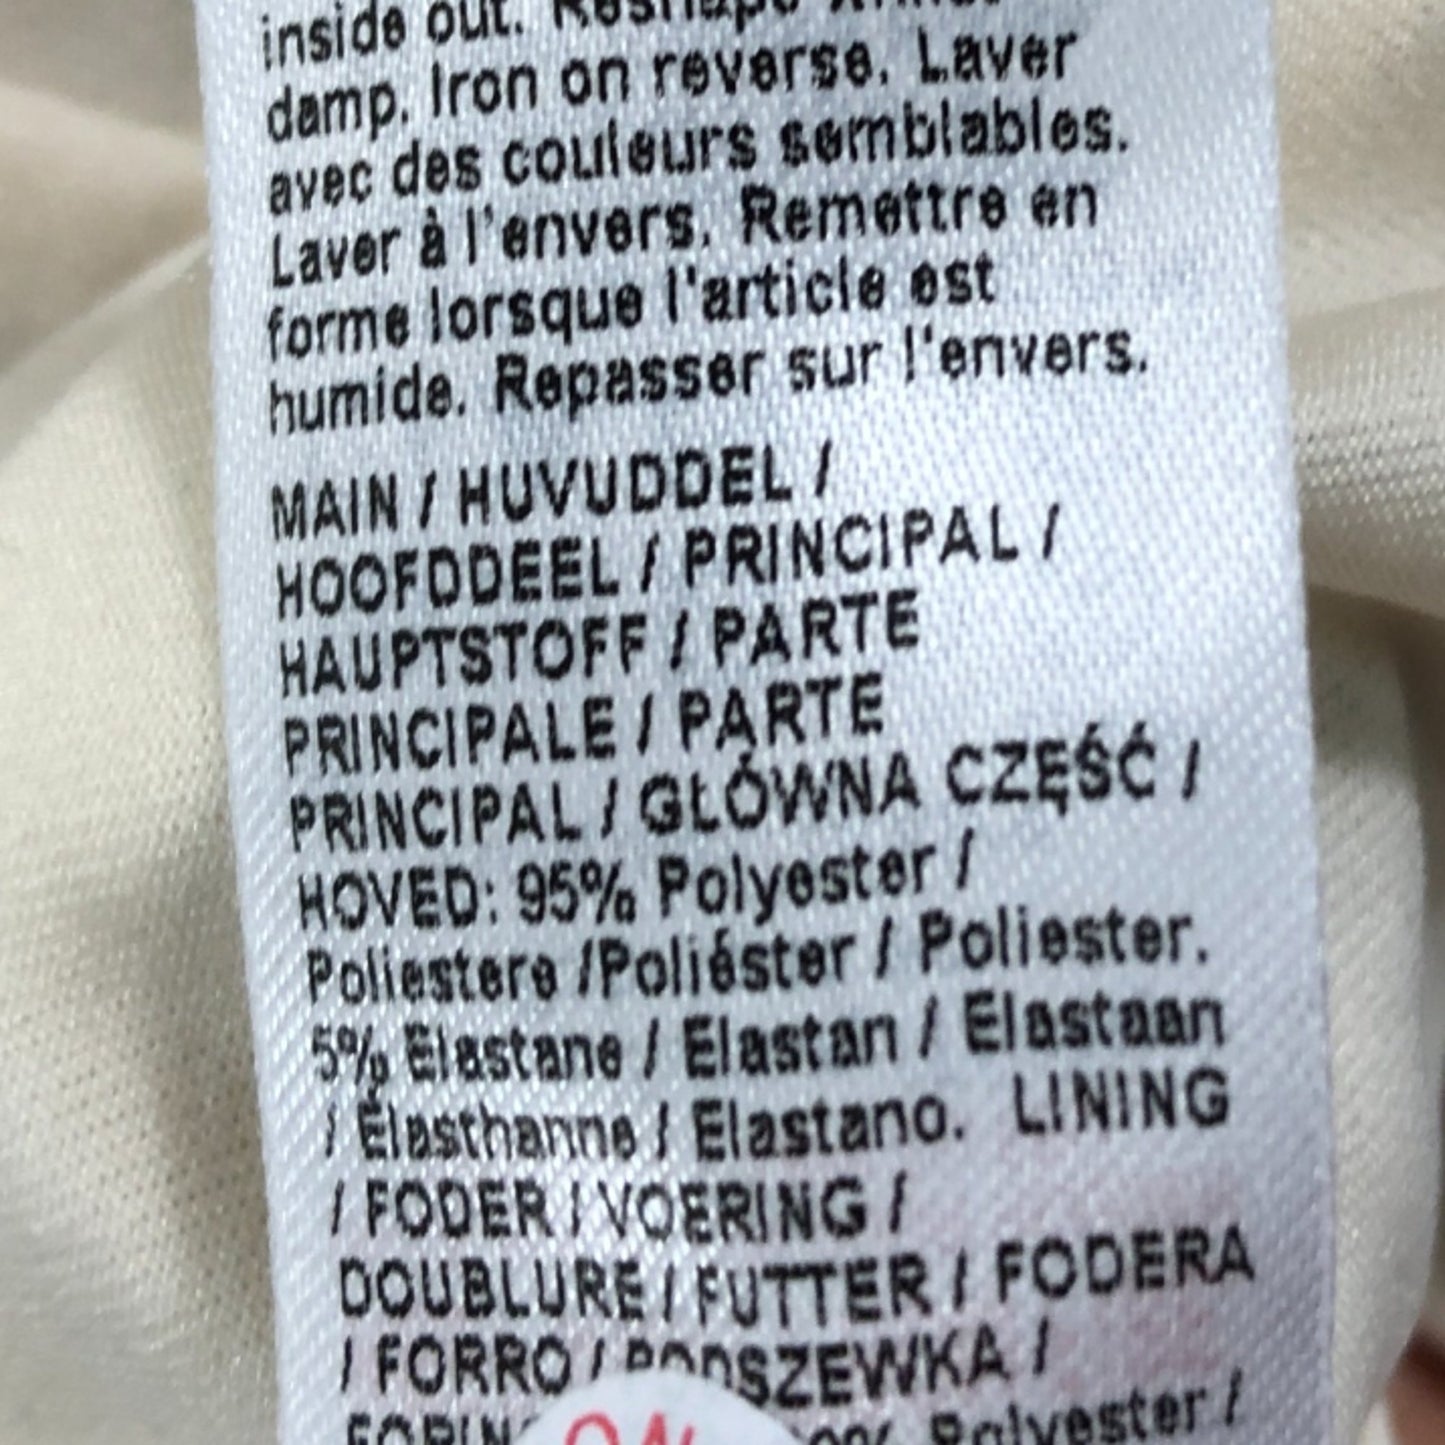 inside out. Reshape whilst
damp. Iron on reverse. Laver
avec des couleurs semblables.
Laver à l'envers. Remettre en
forme lorsque l'article est
humide. Repasser sur l'envers.
MAIN / HUVUDDEL /
HOOFDDEEL / PRINCIPAL /
HAUPTSTOFF / PARTE
PRINCIPALE / PARTE
PRINCIPAL / GŁÓWNA CZĘŚĆ /
HOVED: 95% Polyester /
Poliestere /Poliéster / Poliester.
5% Elastane / Elastan / Elastaan
/ Élasthanne / Elastano. LINING
/ FODER / VOERING /
DOUBLURE / FUTTER / FODERA
/ FORRO / PODSZEWKA /
Polyester /